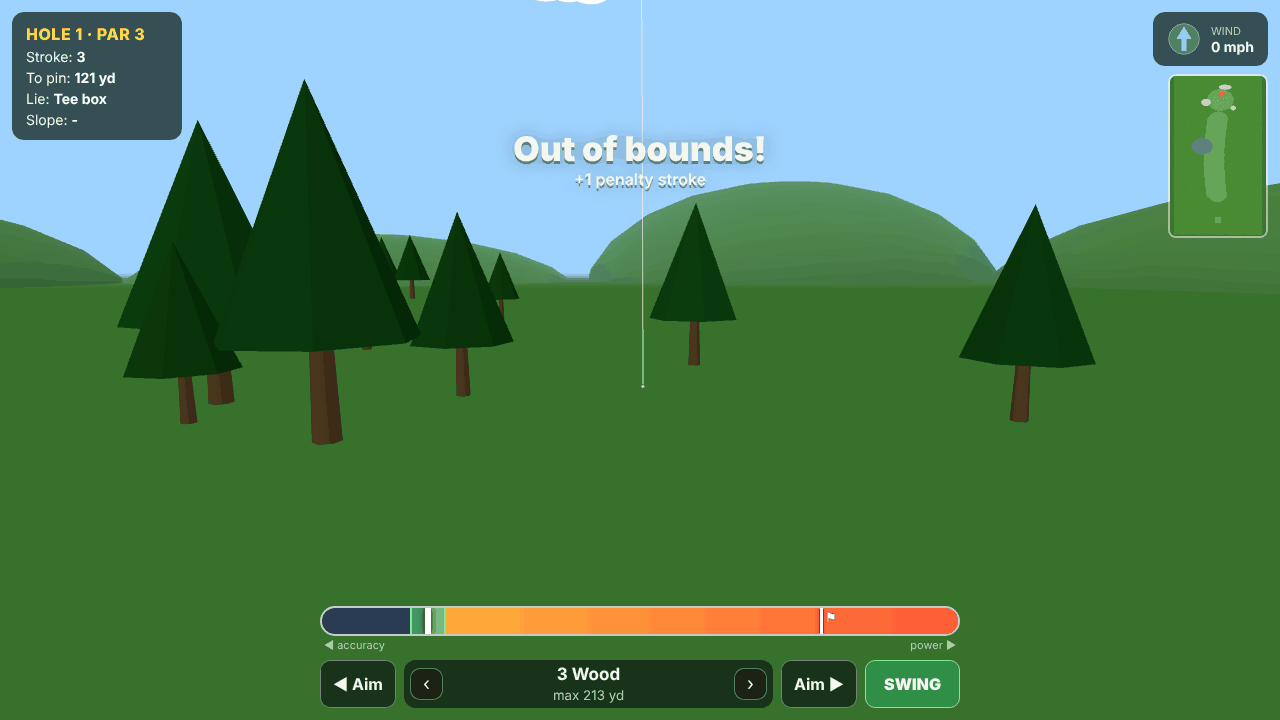 HOLE 1 · PAR 3
Stroke: 3
To pin: 121 yd
Lie: Tee box
Slope: -
WIND
0 mph
Out of bounds!
+1 penalty stroke
◀ accuracy
power ▶
◀ Aim
‹
3 Wood
max 213 yd
›
Aim ▶
SWING